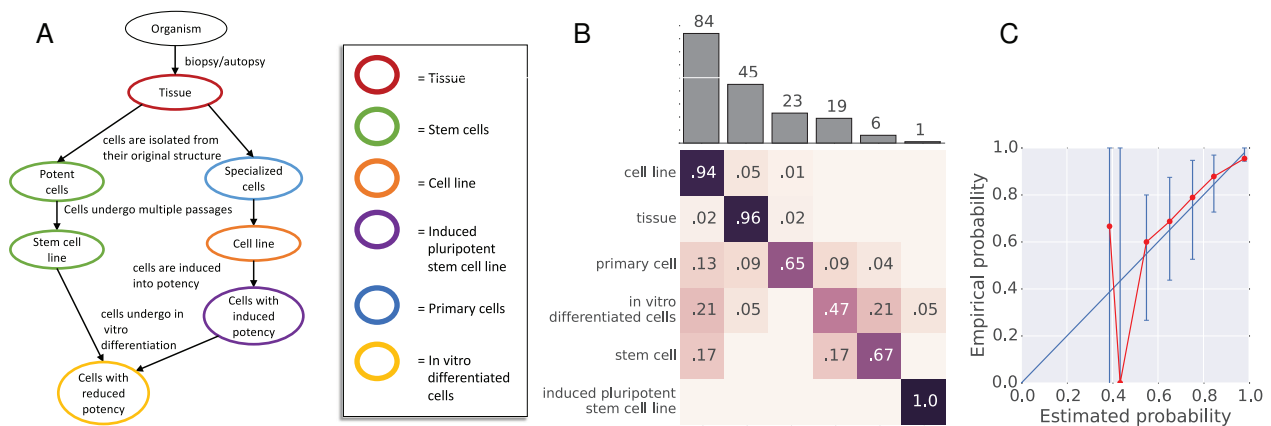 A
Organism
biopsy/autopsy
Tissue
cells are isolated from
their original structure
Potent
cells
Specialized
cells
Cells undergo multiple passages
Stem cell
line
Cell line
cells are induced
into potency
Cells with
induced
potency
cells undergo in
vitro
differentiation
Cells with
reduced
potency
= Tissue
= Stem cells
= Cell line
= Induced
pluripotent
stem cell line
= Primary cells
= In vitro
differentiated
cells
B
84
45
23
19
6
1
cell line .94 .05 .01
tissue .02 .96 .02
primary cell .13 .09 .65 .09 .04
in vitro
differentiated cells .21 .05 .47 .21 .05
stem cell .17 .17 .67
induced pluripotent
stem cell line 1.0
C
Empirical probability
1.0
0.8
0.6
0.4
0.2
0.0
0.0 0.2 0.4 0.6 0.8 1.0
Estimated probability